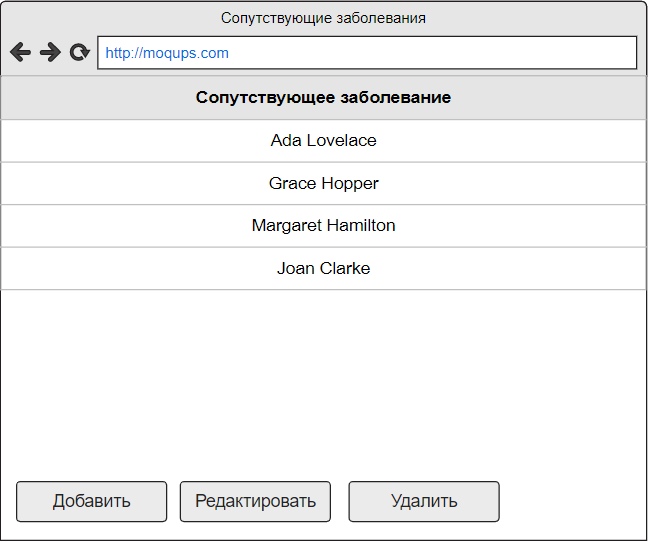 Сопутствующие заболевания
http://moqups.com
Сопутствующее заболевание
Ada Lovelace
Grace Hopper
Margaret Hamilton
Joan Clarke
Добавить Редактировать Удалить